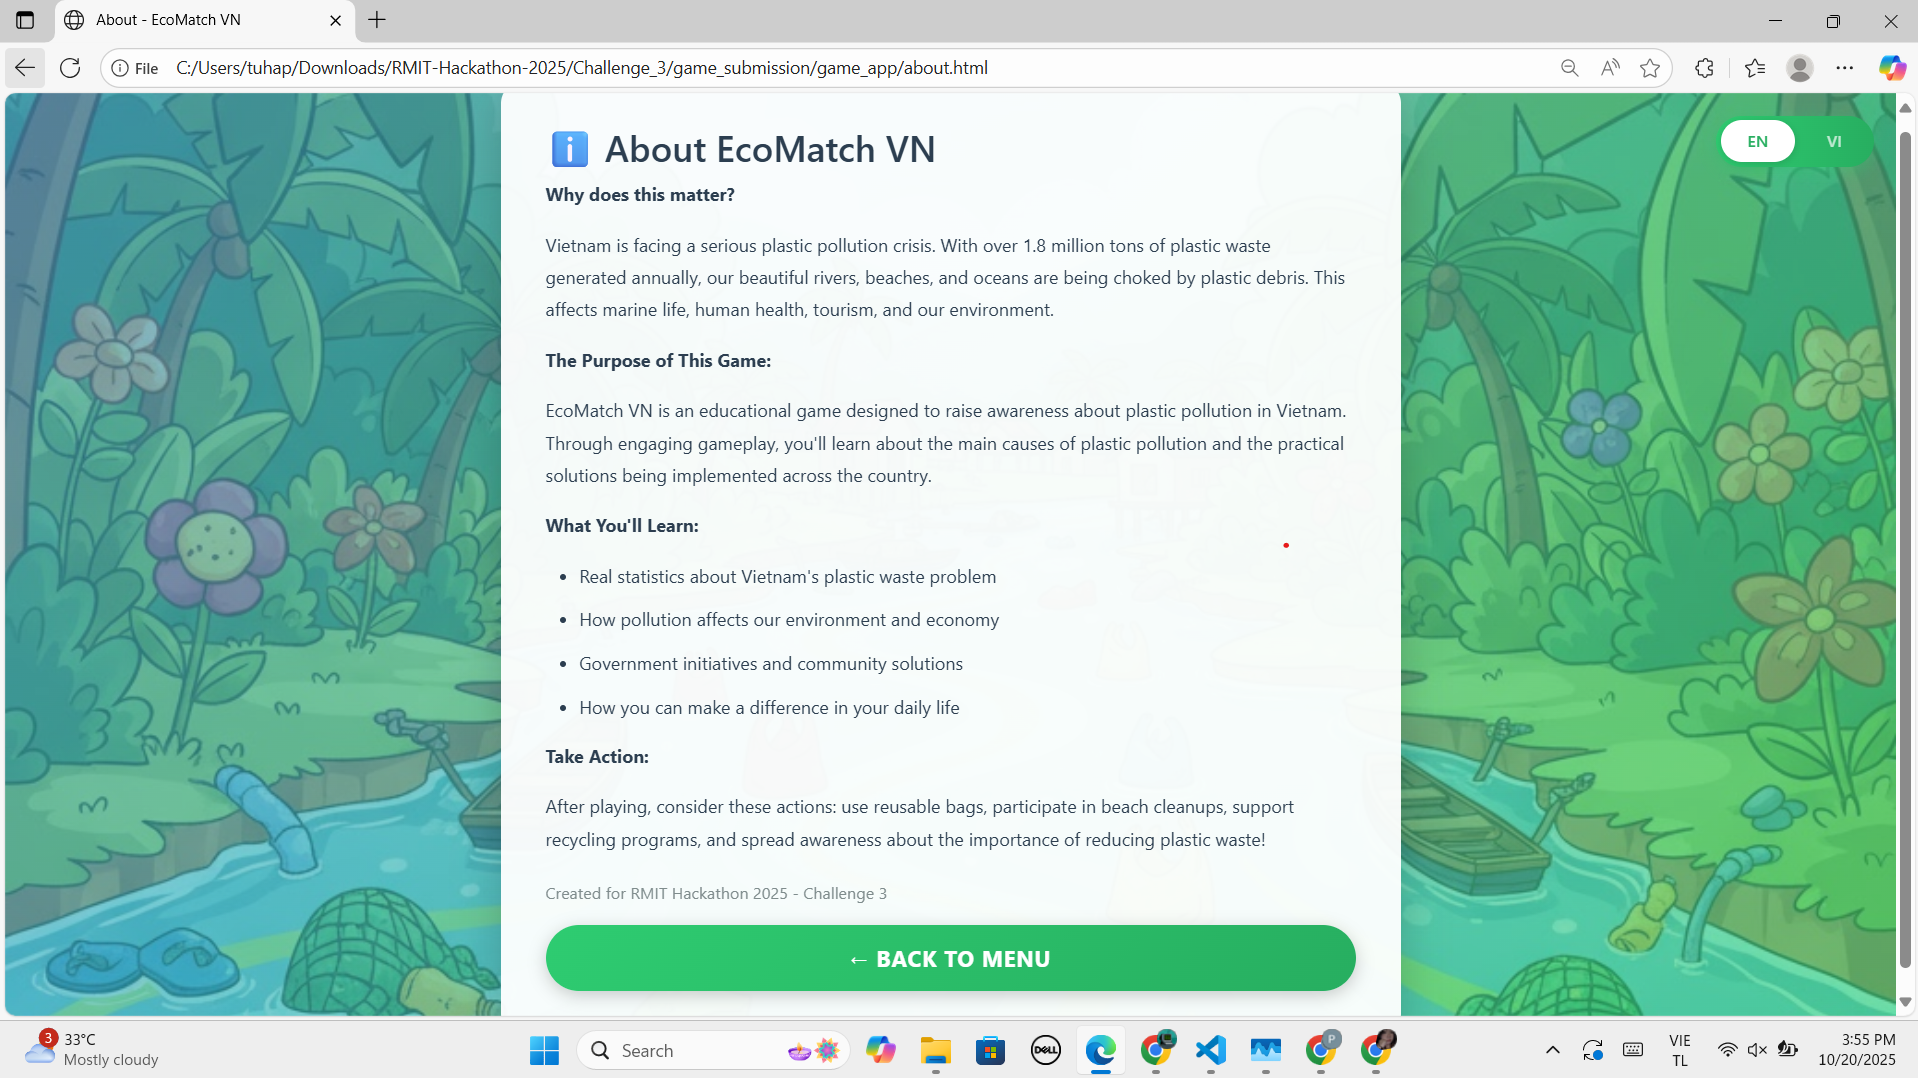 About - EcoMatch VN
File
C:/Users/tuhap/Downloads/RMIT-Hackathon-2025/Challenge_3/game_submission/game_app/about.html
EN
VI
About EcoMatch VN
Why does this matter?
Vietnam is facing a serious plastic pollution crisis. With over 1.8 million tons of plastic waste
generated annually, our beautiful rivers, beaches, and oceans are being choked by plastic debris. This
affects marine life, human health, tourism, and our environment.
The Purpose of This Game:
EcoMatch VN is an educational game designed to raise awareness about plastic pollution in Vietnam.
Through engaging gameplay, you'll learn about the main causes of plastic pollution and the practical
solutions being implemented across the country.
What You'll Learn:
• Real statistics about Vietnam's plastic waste problem
• How pollution affects our environment and economy
• Government initiatives and community solutions
• How you can make a difference in your daily life
Take Action:
After playing, consider these actions: use reusable bags, participate in beach cleanups, support
recycling programs, and spread awareness about the importance of reducing plastic waste!
Created for RMIT Hackathon 2025 - Challenge 3
← BACK TO MENU
3
33°C
Mostly cloudy
Search
DELL
P
VIE
TL
3:55 PM
10/20/2025